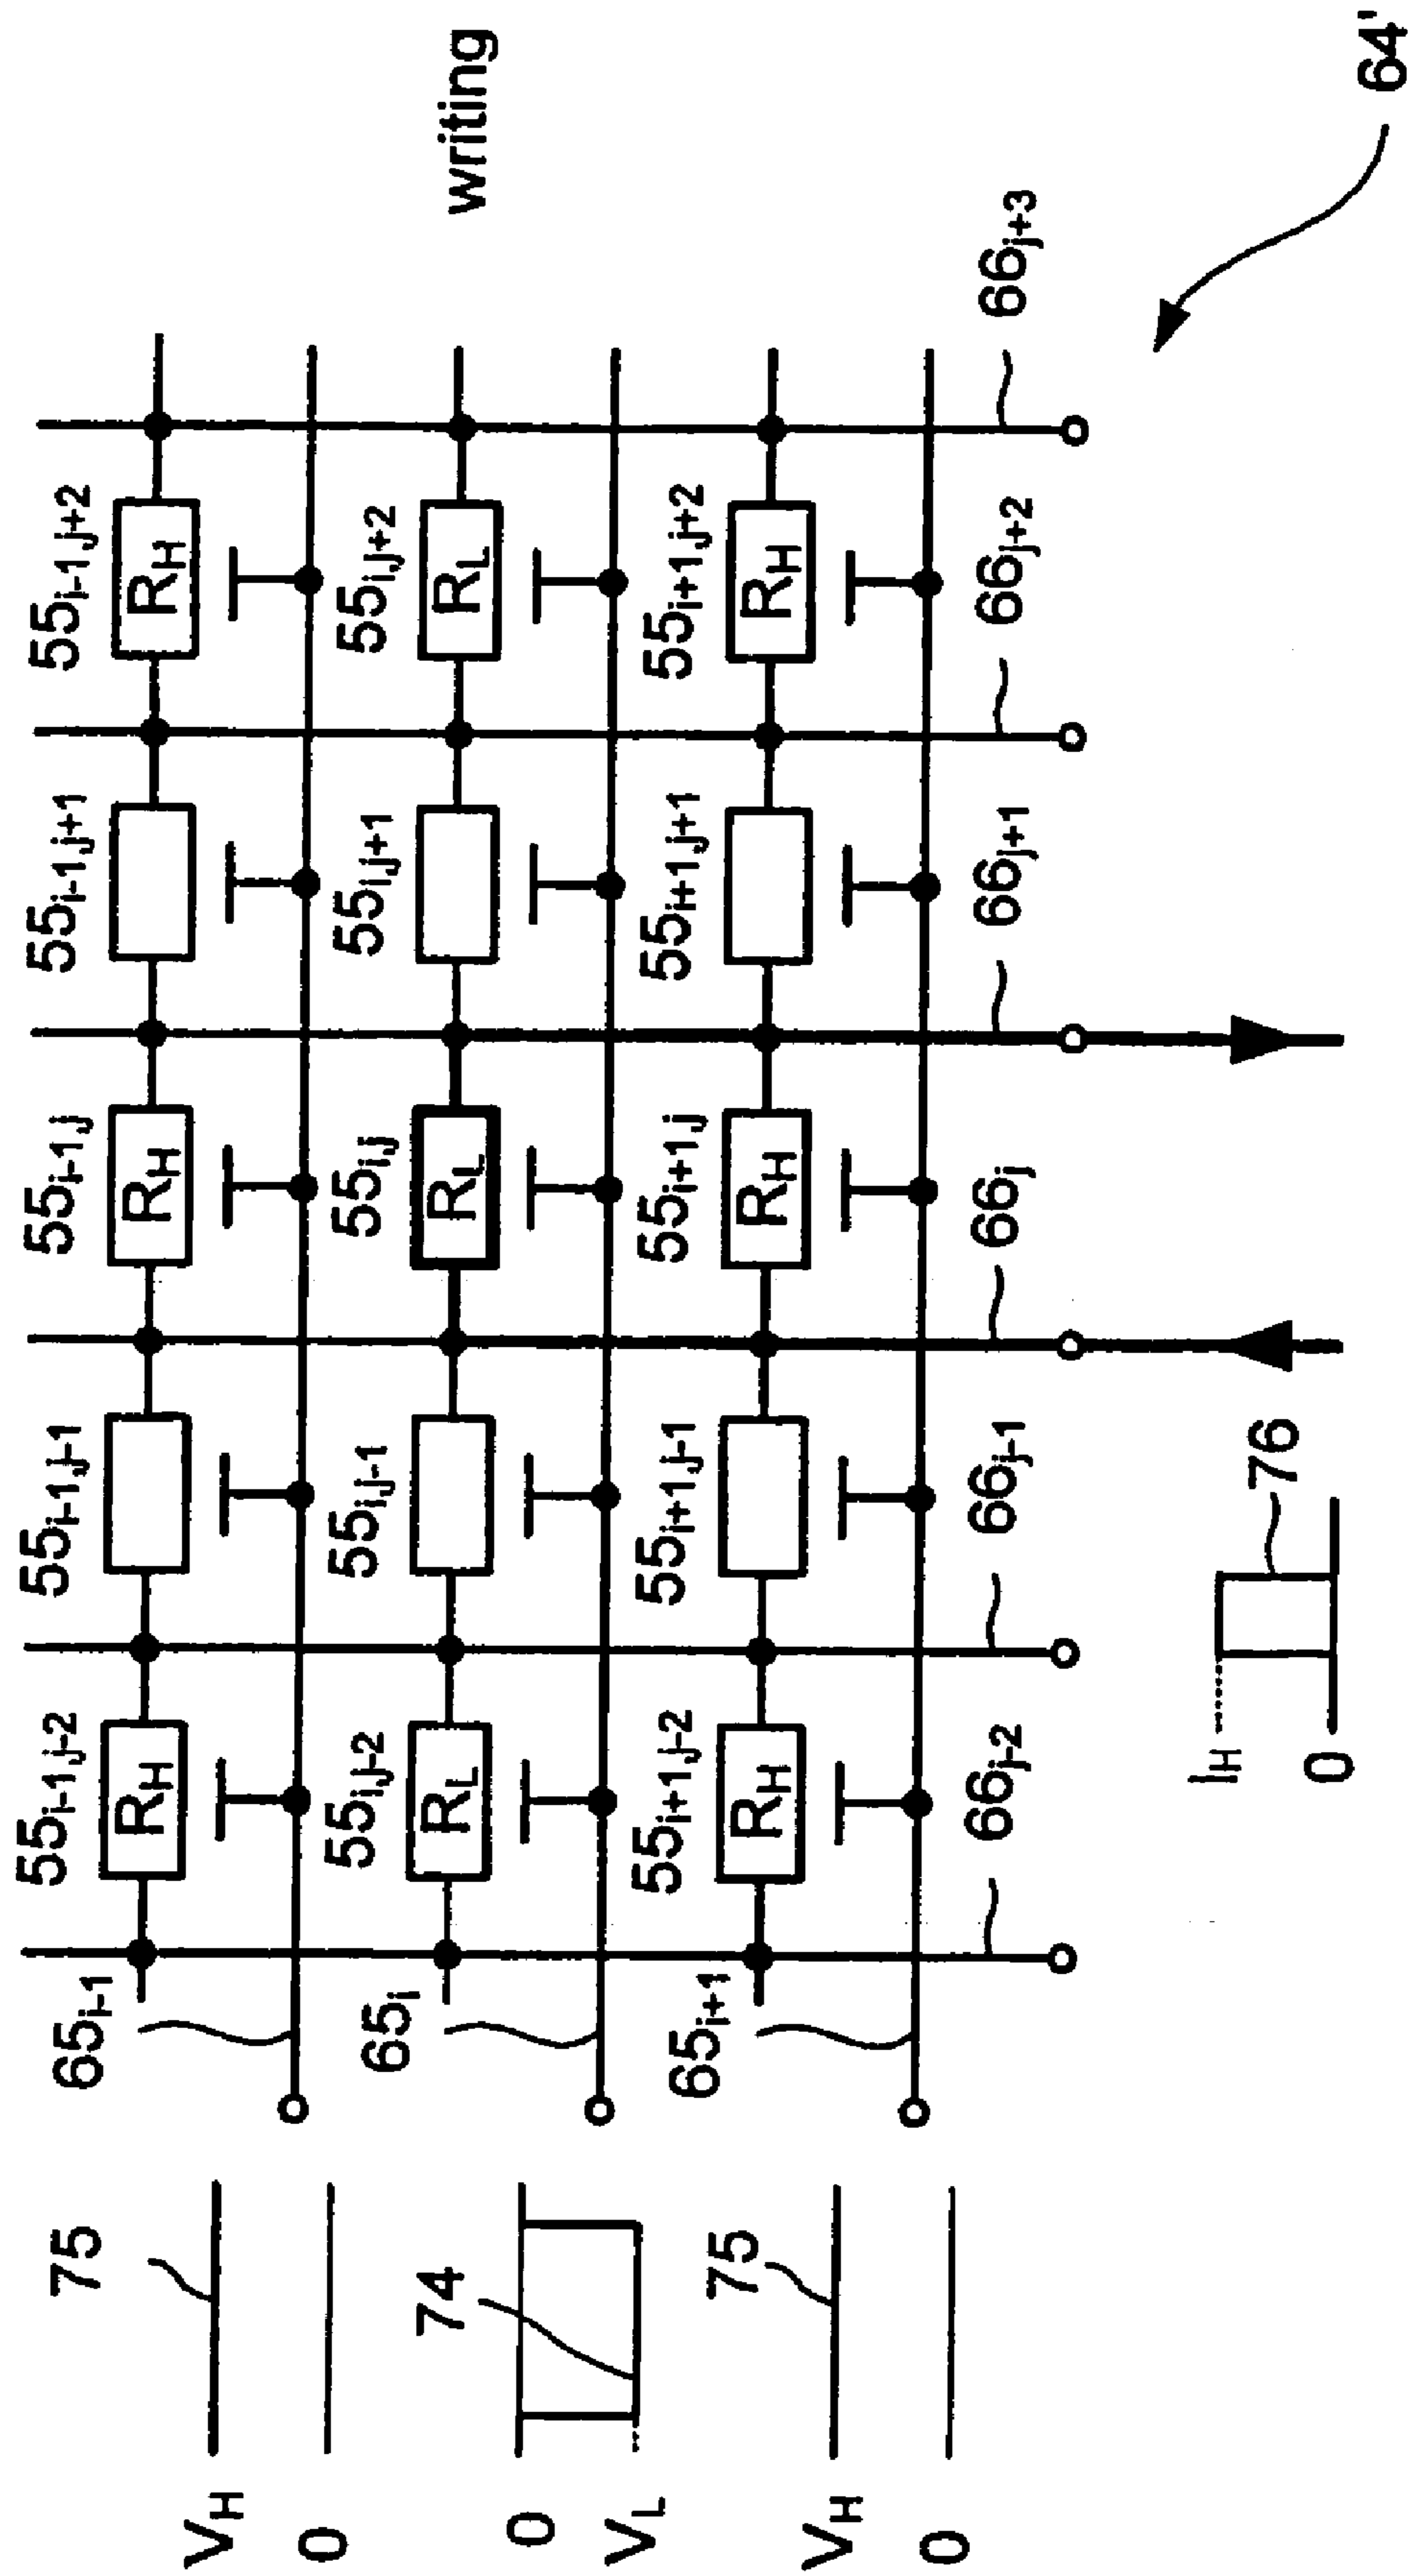 writing
55i-1,j-2 55i-1,j-1 55i-1,j 55i-1,j+1 55i-1,j+2
75
VH
0
65i-1
RH RH RH
55i,j-2 55i,j-1 55i,j 55i,j+1 55i,j+2
74
0
VL
65i
RL RL RL
55i+1,j-2 55i+1,j-1 55i+1,j 55i+1,j+1 55i+1,j+2
75
VH
0
65i+1
RH RH RH
66j-2 66j-1 66j 66j+1 66j+2 66j+3
IH
0
76
64'